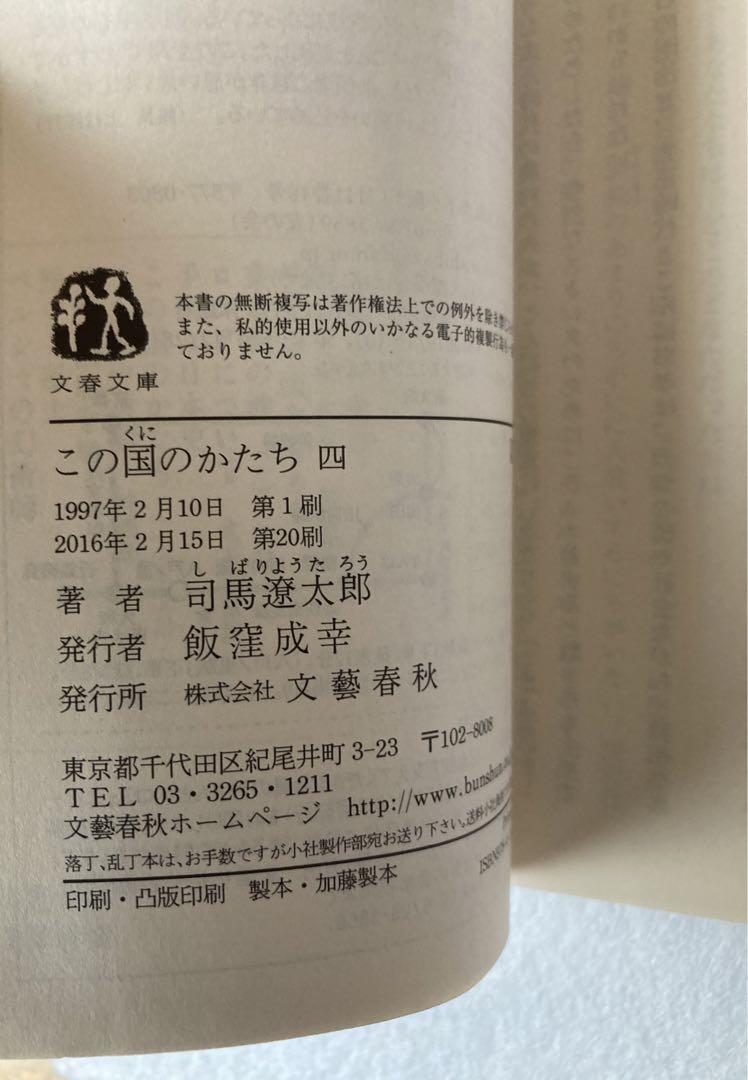 本書の無断複写は著作権法上での例外を除き
また、私的使用以外のいかなる電子的複製行為も
ておりません。
文春文庫
くに
この国のかたち 四
1997年2月10日 第1刷
2016年2月15日 第20刷
しばりょうたろう
著者 司馬遼太郎
発行者 飯窪成幸
発行所 株式会社 文藝春秋
東京都千代田区紀尾井町 3-23 〒102-8008
TEL 03・3265・1211
文藝春秋ホームページ http://www.bunshun.
落丁、乱丁本は、お手数ですが小社製作部宛お送り下さい。送料小社
印刷・凸版印刷 製本・加藤製本